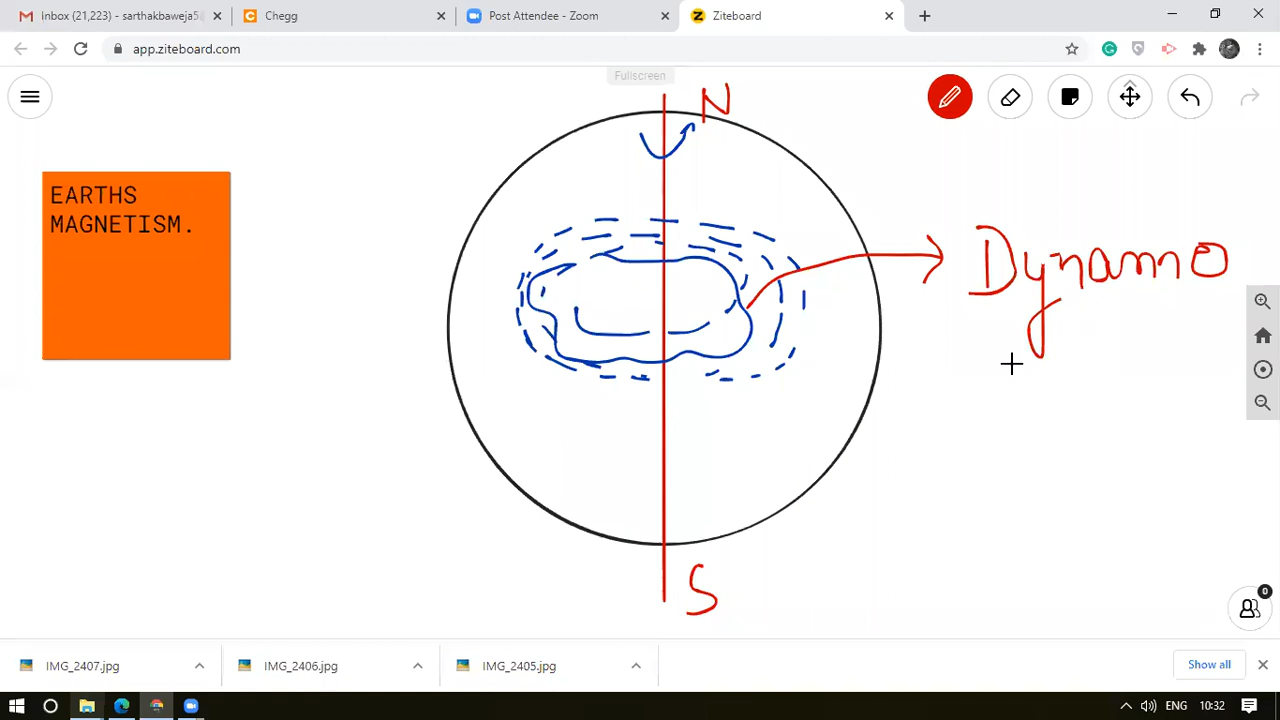 Inbox (21,223) - sarthakbaweja5
Chegg
Post Attendee - Zoom
Ziteboard
app.ziteboard.com
Fullscreen
N
EARTHS
MAGNETISM.
Dynamo
S
0
IMG_2407.jpg
IMG_2406.jpg
IMG_2405.jpg
Show all
ENG
10:32